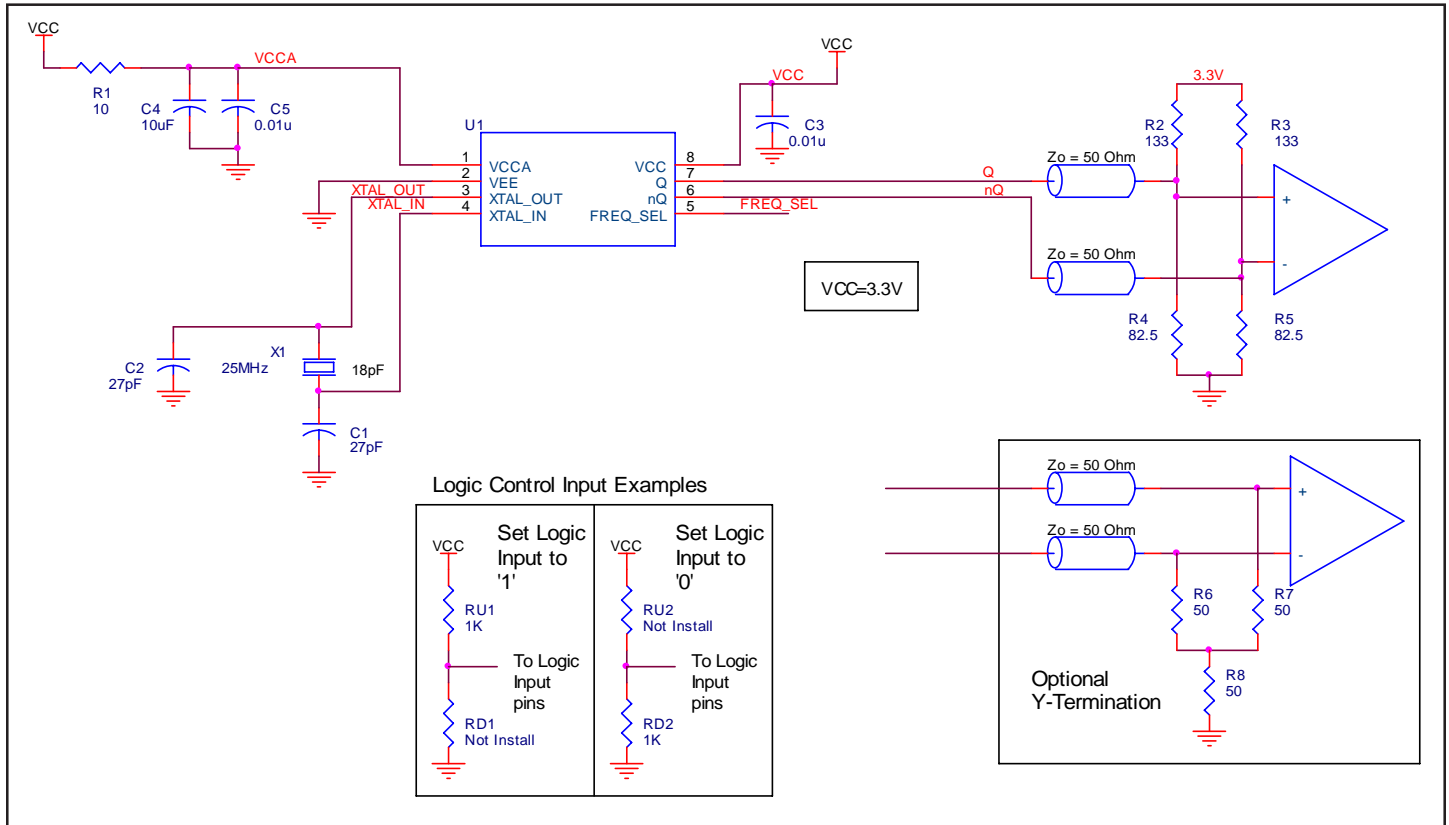 VCC
VCCA
R1
10
C4
10uF
C5
0.01u
VCC
VCC
C3
0.01u
U1
1
VCCA
2
VEE
3
XTAL_OUT
4
XTAL_IN
VCC
8
Q
7
nQ
6
FREQ_SEL
5
XTAL_OUT
XTAL_IN
Q
nQ
FREQ_SEL
3.3V
R2
133
R3
133
Zo = 50 Ohm
+
Zo = 50 Ohm
-
R4
82.5
R5
82.5
VCC=3.3V
C2
27pF
X1
25MHz
18pF
C1
27pF
Logic Control Input Examples
VCC
Set Logic
Input to
'1'
RU1
1K
To Logic
Input
pins
RD1
Not Install
VCC
Set Logic
Input to
'0'
RU2
Not Install
To Logic
Input
pins
RD2
1K
Zo = 50 Ohm
+
Zo = 50 Ohm
-
R6
50
R7
50
R8
50
Optional
Y-Termination